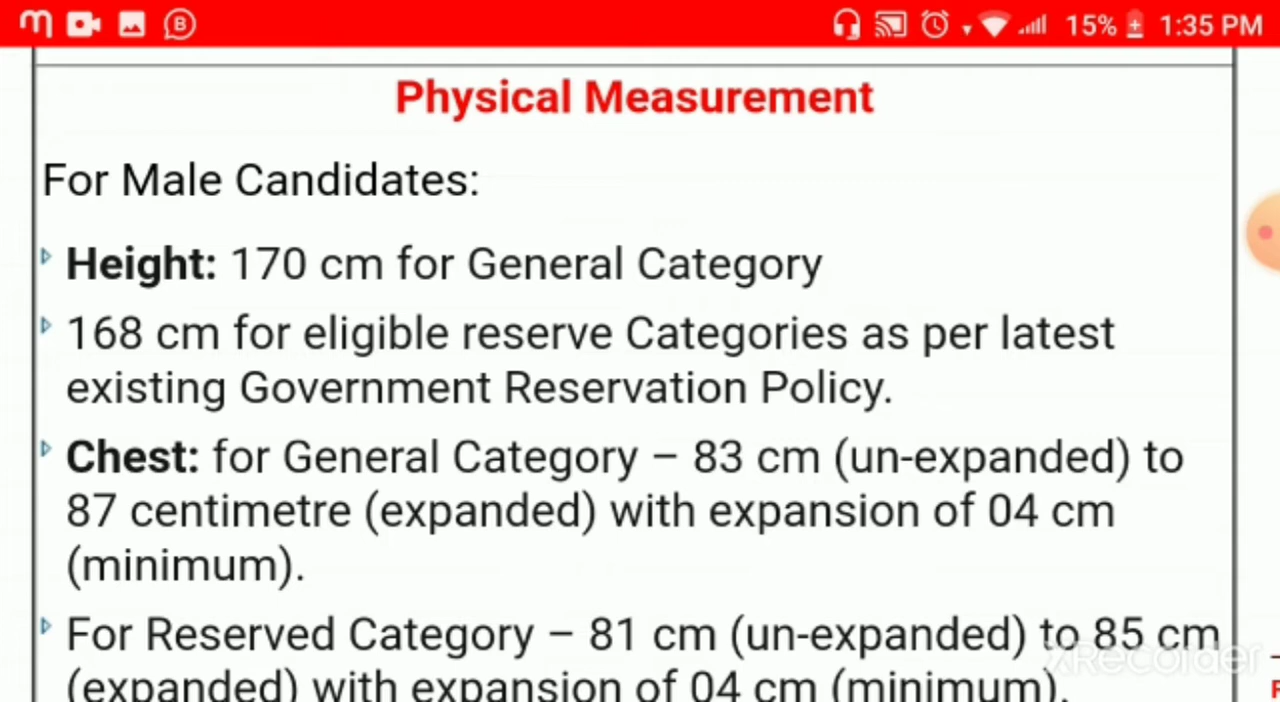 15% 1:35 PM
Physical Measurement
For Male Candidates:
Height: 170 cm for General Category
168 cm for eligible reserve Categories as per latest
existing Government Reservation Policy.
Chest: for General Category – 83 cm (un-expanded) to
87 centimetre (expanded) with expansion of 04 cm
(minimum).
For Reserved Category – 81 cm (un-expanded) to 85 cm
(expanded) with expansion of 04 cm (minimum).
XRecorder